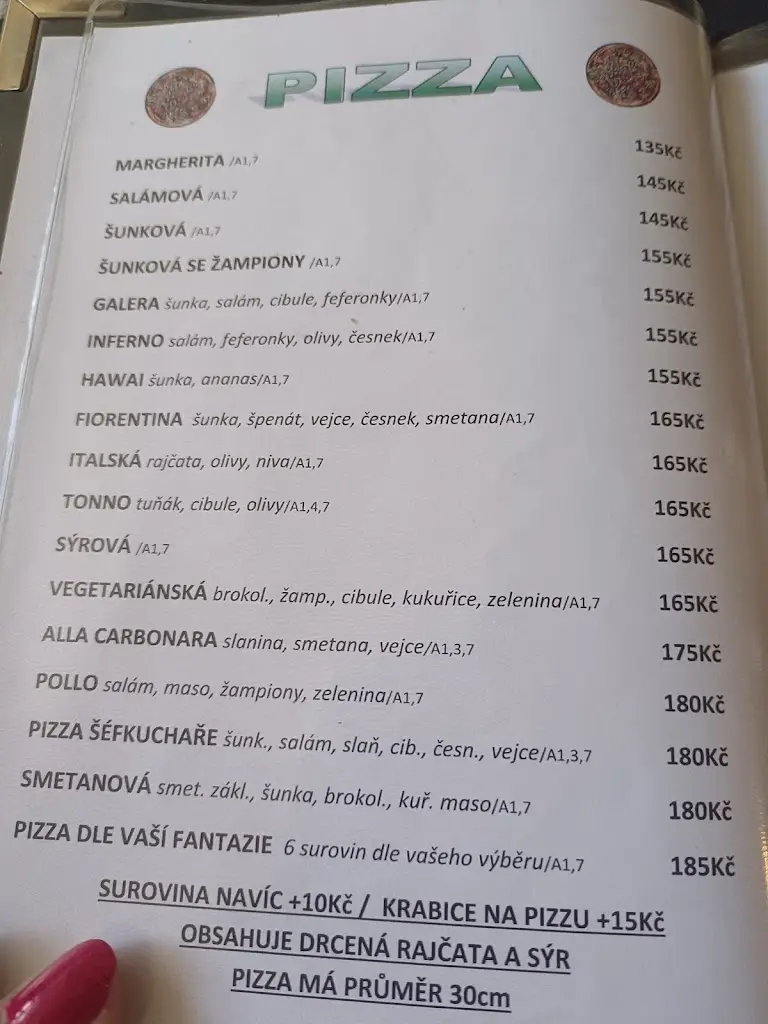 PIZZA
MARGHERITA /A1,7 135Kč
SALÁMOVÁ /A1,7 145Kč
ŠUNKOVÁ /A1,7 145Kč
ŠUNKOVÁ SE ŽAMPIONY /A1,7 155Kč
GALERA šunka, salám, cibule, feferonky/A1,7 155Kč
INFERNO salám, feferonky, olivy, česnek/A1,7 155Kč
HAWAI šunka, ananas/A1,7 155Kč
FIORENTINA šunka, špenát, vejce, česnek, smetana/A1,7 165Kč
ITALSKÁ rajčata, olivy, niva/A1,7 165Kč
TONNO tuňák, cibule, olivy/A1,4,7 165Kč
SÝROVÁ /A1,7 165Kč
VEGETARIÁNSKÁ brokol., žamp., cibule, kukuřice, zelenina/A1,7 165Kč
ALLA CARBONARA slanina, smetana, vejce/A1,3,7 175Kč
POLLO salám, maso, žampiony, zelenina/A1,7 180Kč
PIZZA ŠÉFKUCHAŘE šunk., salám, slaň, cib., česn., vejce/A1,3,7 180Kč
SMETANOVÁ smet. zákl., šunka, brokol., kuř. maso/A1,7 180Kč
PIZZA DLE VAŠÍ FANTAZIE 6 surovin dle vašeho výběru/A1,7 185Kč
SUROVINA NAVÍC +10Kč / KRABICE NA PIZZU +15Kč
OBSAHUJE DRCENÁ RAJČATA A SÝR
PIZZA MÁ PRŮMĚR 30cm